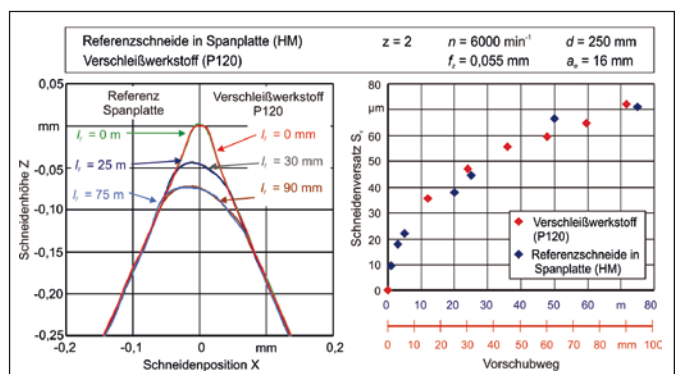 Referenzschneide in Spanplatte (HM) z = 2 n = 6000 min⁻¹ d = 250 mm
Verschleißwerkstoff (P120) f_z = 0,055 mm a_e = 16 mm
0,05
mm
-0,05
-0,10
-0,15
-0,20
-0,25
Schneidenhöhe Z
Referenz
Spanplatte
Verschleißwerkstoff
P120
l_f = 0 m
l_f = 0 mm
l_f = 25 m
l_f = 30 mm
l_f = 75 m
l_f = 90 mm
-0,2 -0,1 0 mm 0,2
Schneidenposition X
80
µm
60
50
40
30
20
10
0
Schneidenversatz S_v
Verschleißwerkstoff
(P120)
Referenzschneide in
Spanplatte (HM)
0 10 20 30 40 50 60 m 80
0 10 20 30 40 50 60 70 80 mm 100
Vorschubweg